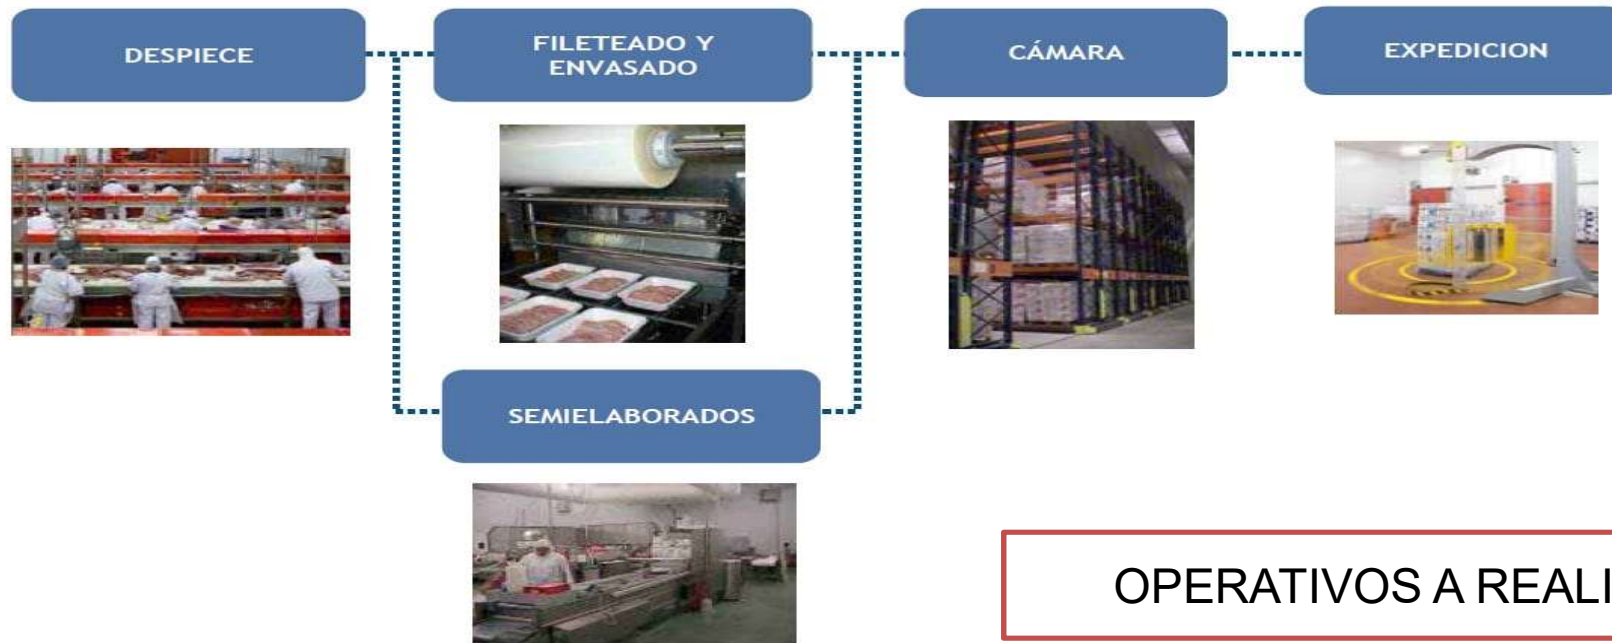 DESPIECE
FILETEADO Y
ENVASADO
CÁMARA
EXPEDICION
SEMIELABORADOS
OPERATIVOS A REALI